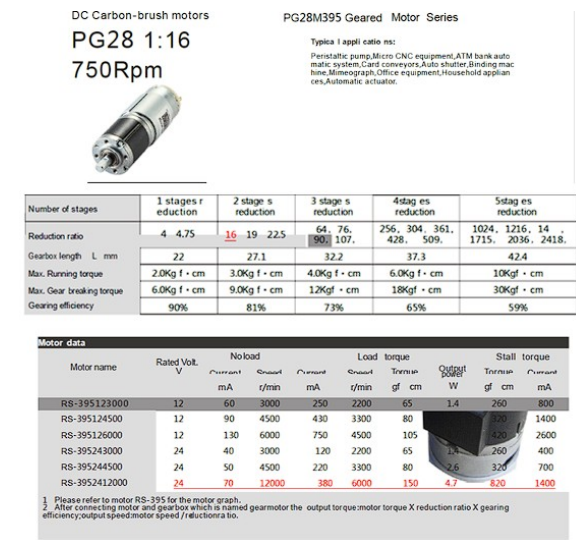 DC Carbon-brush motors
PG28M395 Geared Motor Series
PG28 1:16
750Rpm
Typica l appli catio ns:
Peristaltic pump,Micro CNC equipment,ATM bank auto
matic system,Card conveyors,Auto shutter,Binding mac
hine,Mimeograph,Office equipment,Household applian
ces,Automatic actuator.
Number of stages 1 stages r eduction 2 stage s reduction 3 stage s reduction 4stag es reduction 5stag es reduction
Reduction ratio 4 4.75 16 19 22.5 64, 76, 90, 107, 256, 304, 361, 428, 509. 1024, 1216, 14 , 1715. 2036, 2418.
Gearbox length L mm 22 27.1 32.2 37.3 42.4
Max. Running torque 2.0Kg f·cm 3.0Kg f·cm 4.0Kg f·cm 6.0Kg f·cm 10Kgf·cm
Max. Gear breaking torque 6.0Kg f·cm 9.0Kg f·cm 12Kgf·cm 18Kgf·cm 30Kgf·cm
Gearing efficiency 90% 81% 73% 65% 59%
Motor data
Motor name Rated Volt. V No load Load torque Stall torque
Current Speed Current Speed Torque Output power Torque Current
mA r/min mA r/min gf cm W gf cm mA
RS-395123000 12 60 3000 250 2200 65 1.4 260 800
RS-395124500 12 90 4500 430 3300 80 320 1400
RS-395126000 12 130 6000 750 4500 105 420 2600
RS-395243000 24 40 3000 120 2200 65 1.4 260 400
RS-395244500 24 50 4500 220 3300 80 2.6 320 700
RS-3952412000 24 70 12000 380 6000 150 4.7 820 1400
1 Please refer to motor RS-395 for the motor graph.
2 After connecting motor and gearbox which is named gearmotor the output torque:motor torque X reduction ratio X gearing
efficiency;output speed:motor speed /reductionra tio.